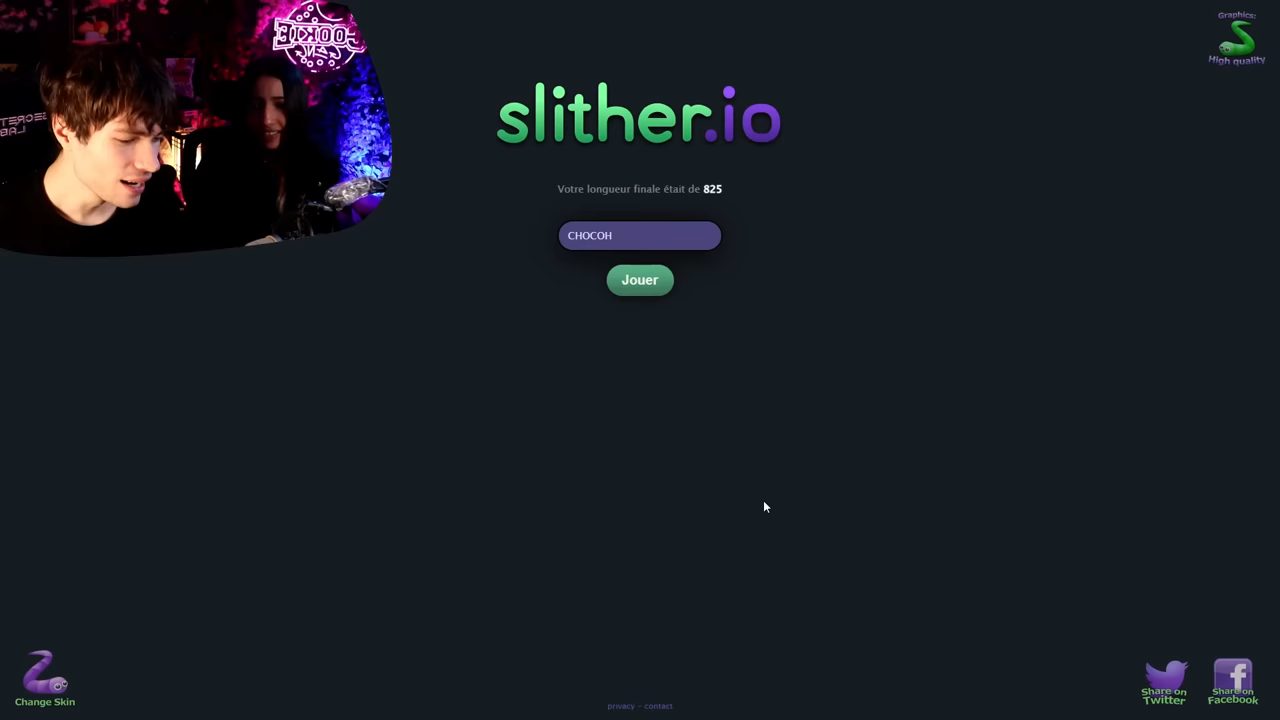 Graphics:
High quality
slither.io
Votre longueur finale était de 825
CHOCOH
Jouer
Change Skin
privacy - contact
Share on
Twitter
Share on
Facebook